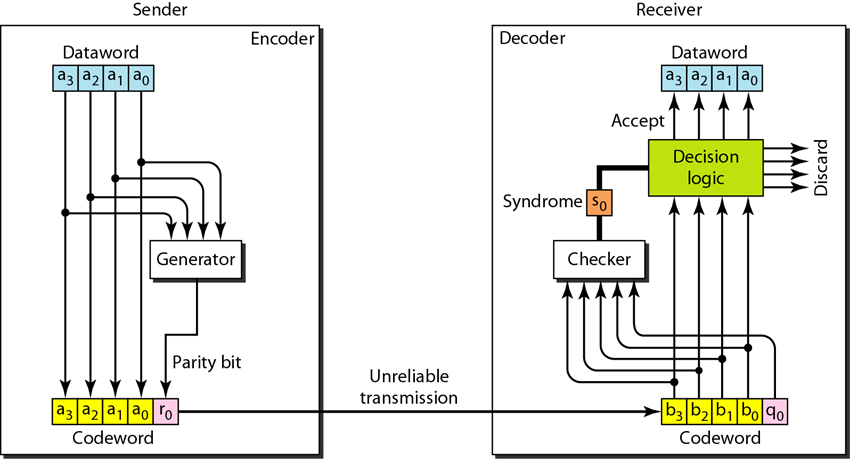 Sender
Receiver
Encoder
Decoder
Dataword
a3 a2 a1 a0
Dataword
a3 a2 a1 a0
Accept
Decision
logic
Discard
Syndrome
s0
Generator
Checker
Parity bit
Unreliable
transmission
a3 a2 a1 a0 r0
Codeword
b3 b2 b1 b0 q0
Codeword